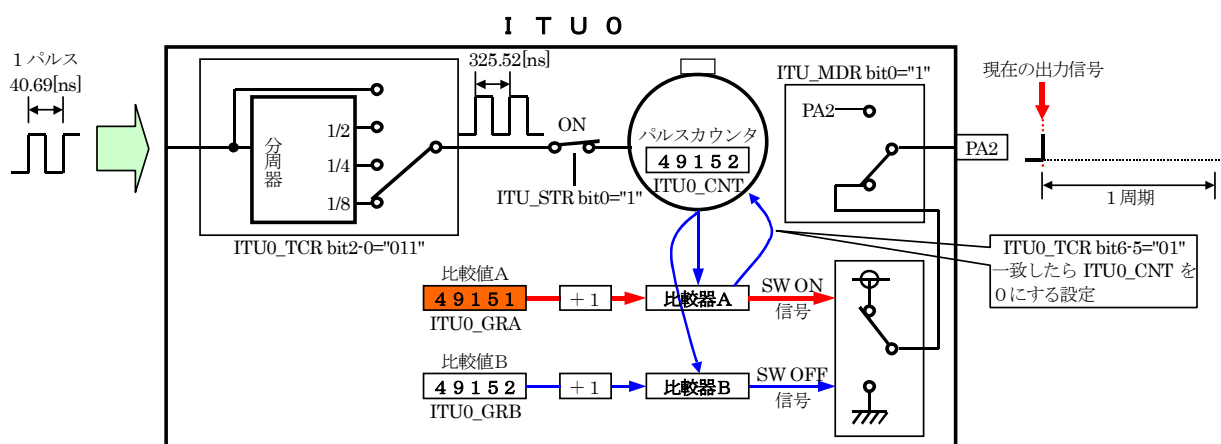 ＩＴＵ０
１パルス
40.69[ns]
325.52[ns]
ITU_MDR bit0="1"
現在の出力信号
分周器
1/2
1/4
1/8
ON
パルスカウンタ
４９１５２
ITU0_CNT
PA2
PA2
ITU_STR bit0="1"
１周期
ITU0_TCR bit2-0="011"
ITU0_TCR bit6-5="01"
一致したら ITU0_CNT を
０にする設定
比較値A
４９１５１
ITU0_GRA
＋１
比較器A
SW ON
信号
比較値B
４９１５２
ITU0_GRB
＋１
比較器B
SW OFF
信号